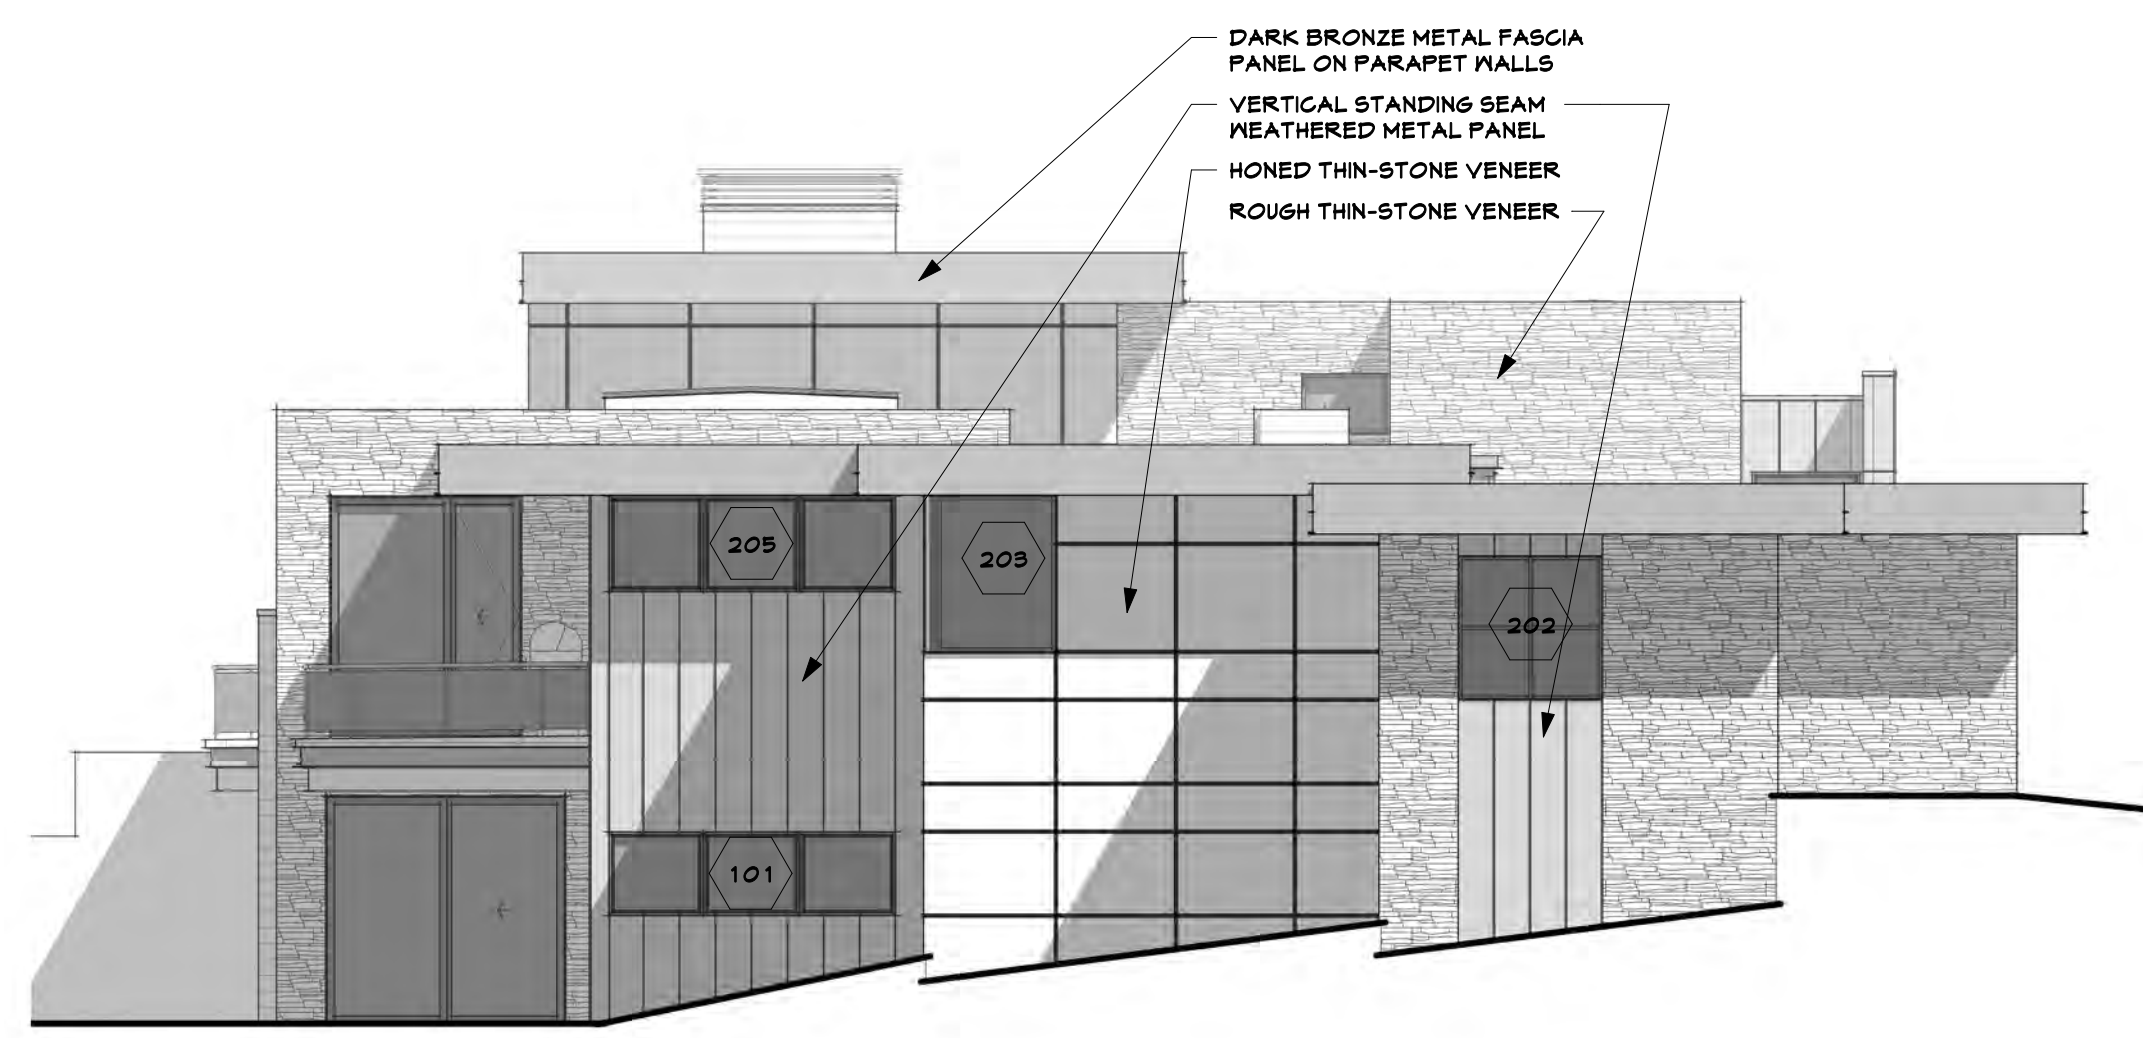 DARK BRONZE METAL FASCIA
PANEL ON PARAPET WALLS
VERTICAL STANDING SEAM
WEATHERED METAL PANEL
HONED THIN-STONE VENEER
ROUGH THIN-STONE VENEER
205
203
202
101